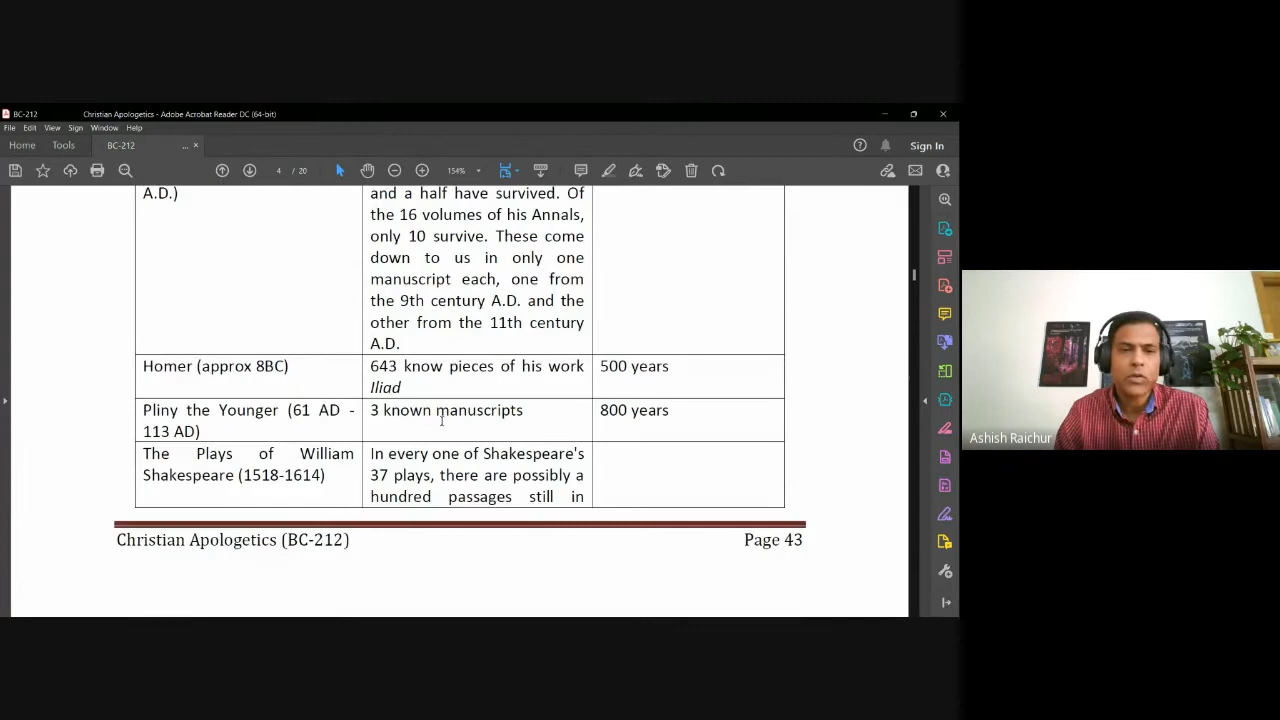 BC-212 Christian Apologetics - Adobe Acrobat Reader DC (64-bit)
File Edit View Sign Window Help
Home Tools BC-212 ... × Sign In
4 / 20 154%
A.D.)
and a half have survived. Of
the 16 volumes of his Annals,
only 10 survive. These come
down to us in only one
manuscript each, one from
the 9th century A.D. and the
other from the 11th century
A.D.
Homer (approx 8BC)
643 know pieces of his work
Iliad
500 years
Pliny the Younger (61 AD -
113 AD)
3 known manuscripts
800 years
The Plays of William
Shakespeare (1518-1614)
In every one of Shakespeare's
37 plays, there are possibly a
hundred passages still in
Christian Apologetics (BC-212) Page 43
Ashish Raichur